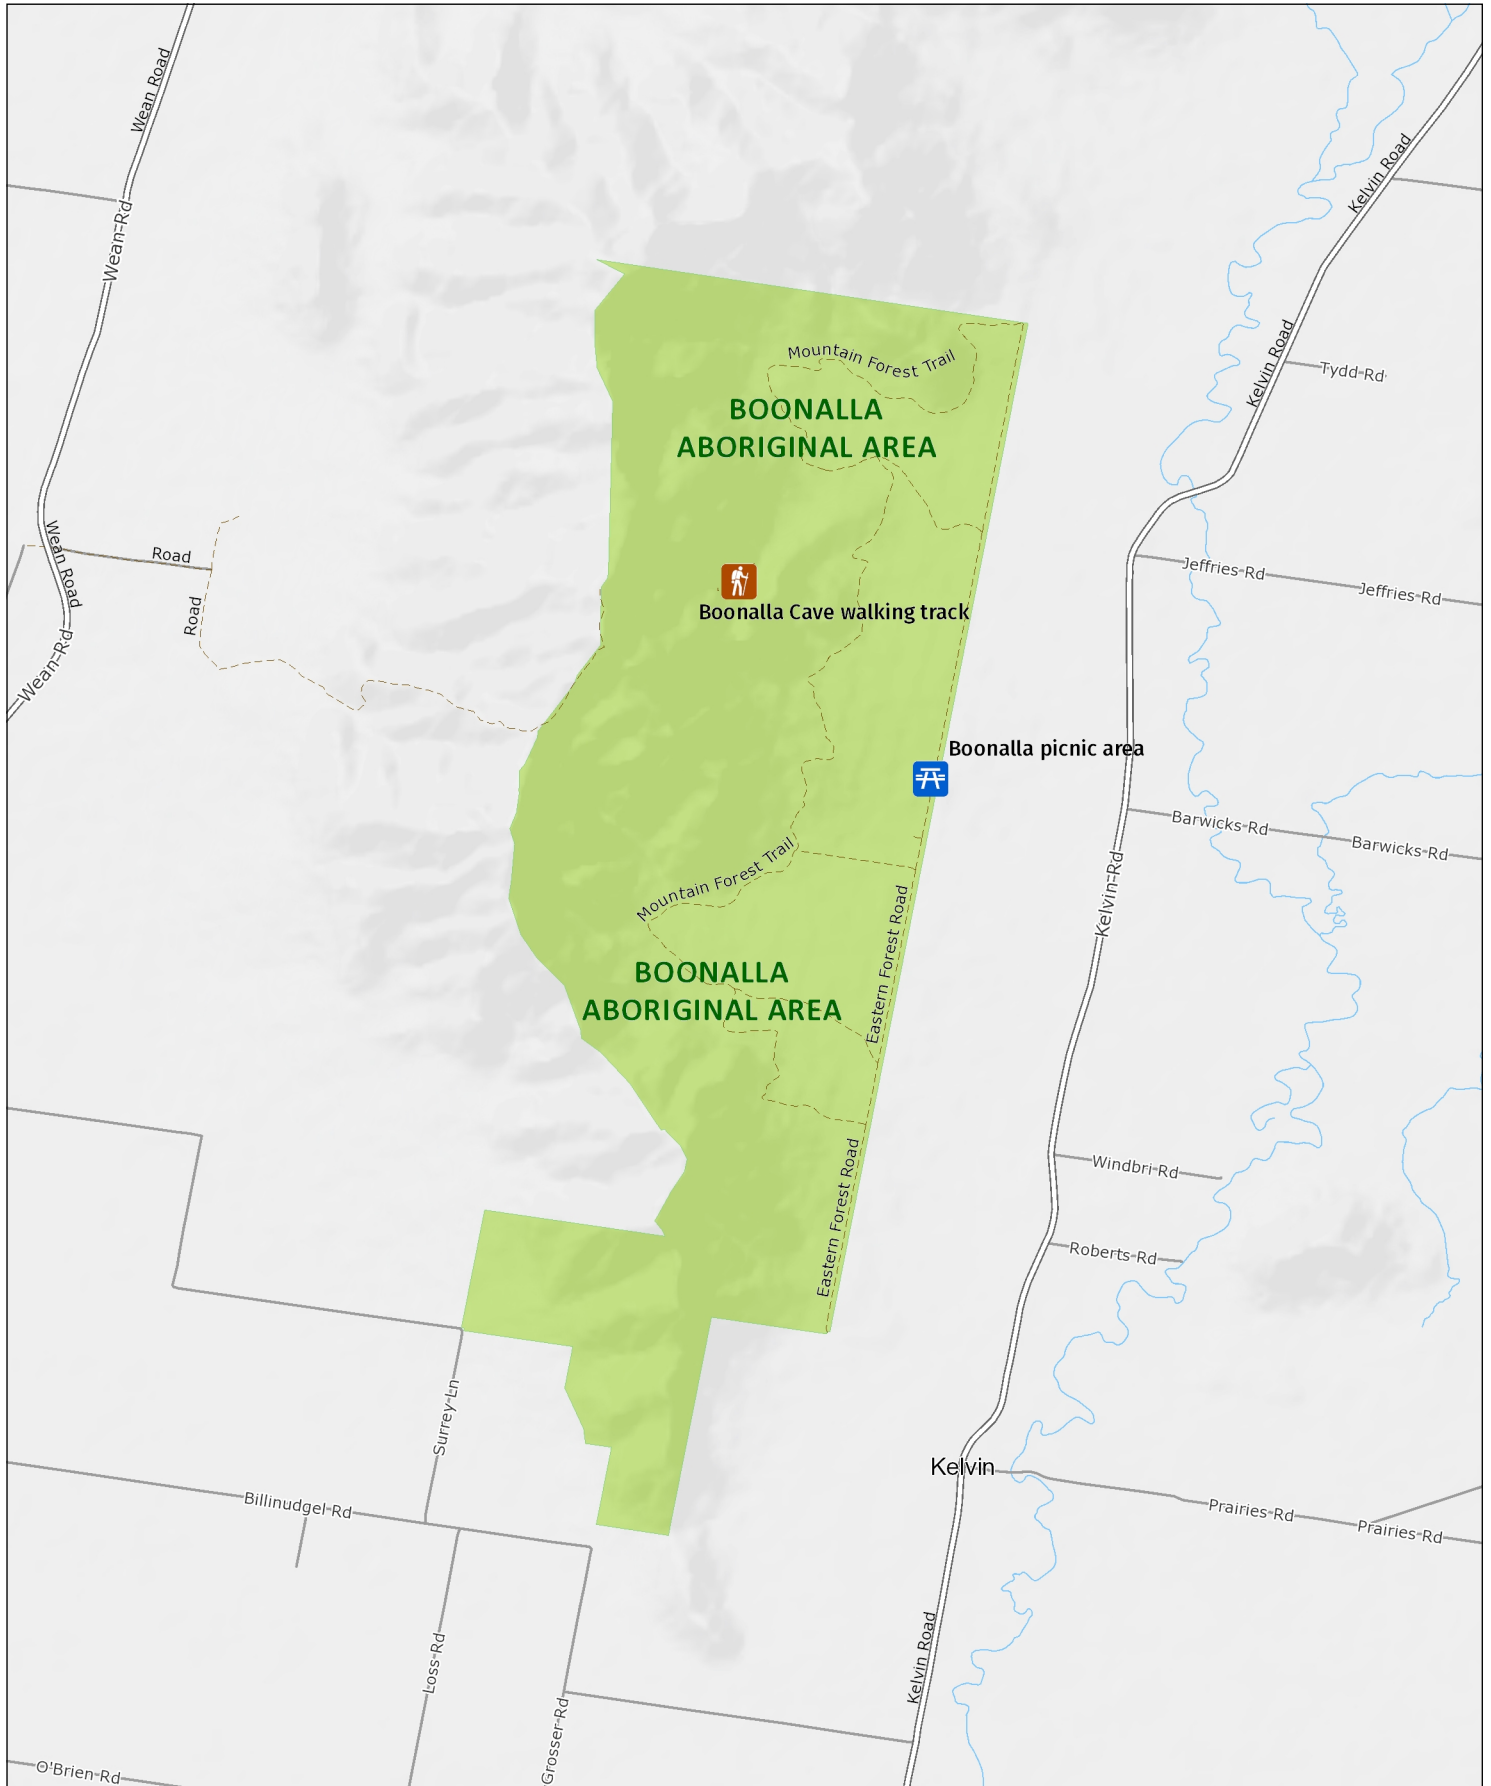 Wean Road
Kelvin Road
Wean Rd
Kelvin Road
Mountain Forest Trail
Tydd Rd
BOONALLA
ABORIGINAL AREA
Wean Road
Road
Jeffries Rd
Jeffries Rd
Road
Boonalla Cave walking track
Wean Rd
Boonalla picnic area
Barwicks Rd
Barwicks Rd
Mountain Forest Trail
Kelvin Rd
Eastern Forest Road
BOONALLA
ABORIGINAL AREA
Windbri Rd
Eastern Forest Road
Roberts Rd
Surrey Ln
Kelvin
Billinudgel Rd
Prairies Rd
Prairies Rd
Loss Rd
Kelvin Road
Grosser Rd
O'Brien Rd